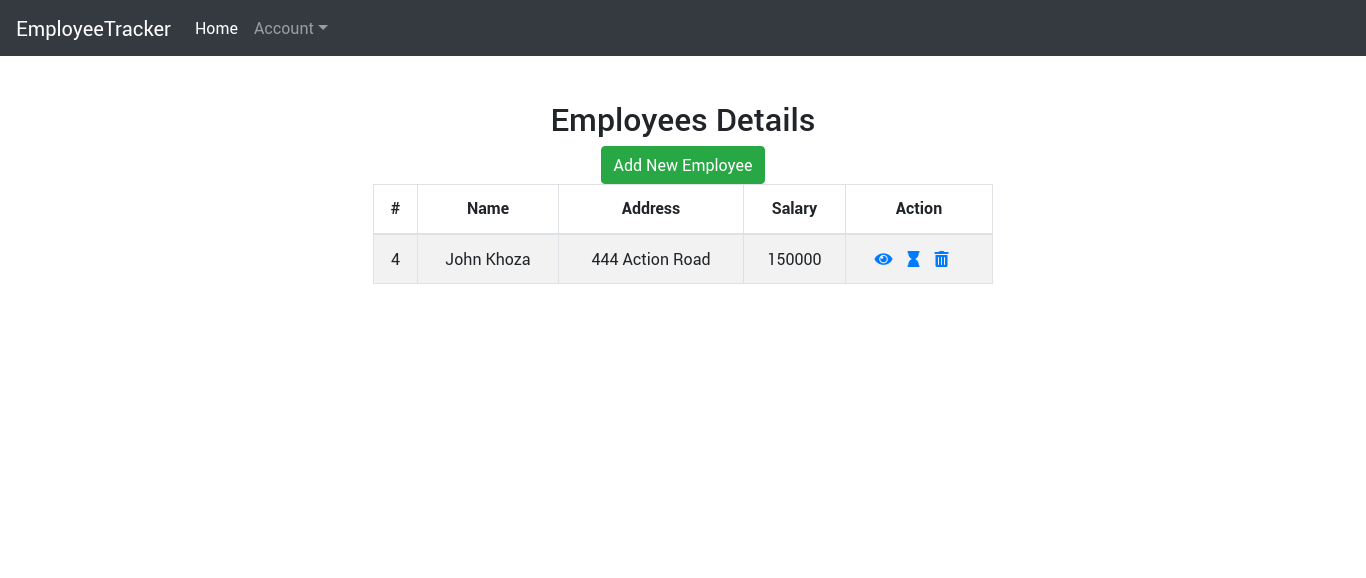 EmployeeTracker Home Account
Employees Details
Add New Employee
# Name Address Salary Action
4 John Khoza 444 Action Road 150000